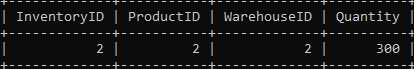 | InventoryID | ProductID | WarehouseID | Quantity |
| 2 | 2 | 2 | 300 |